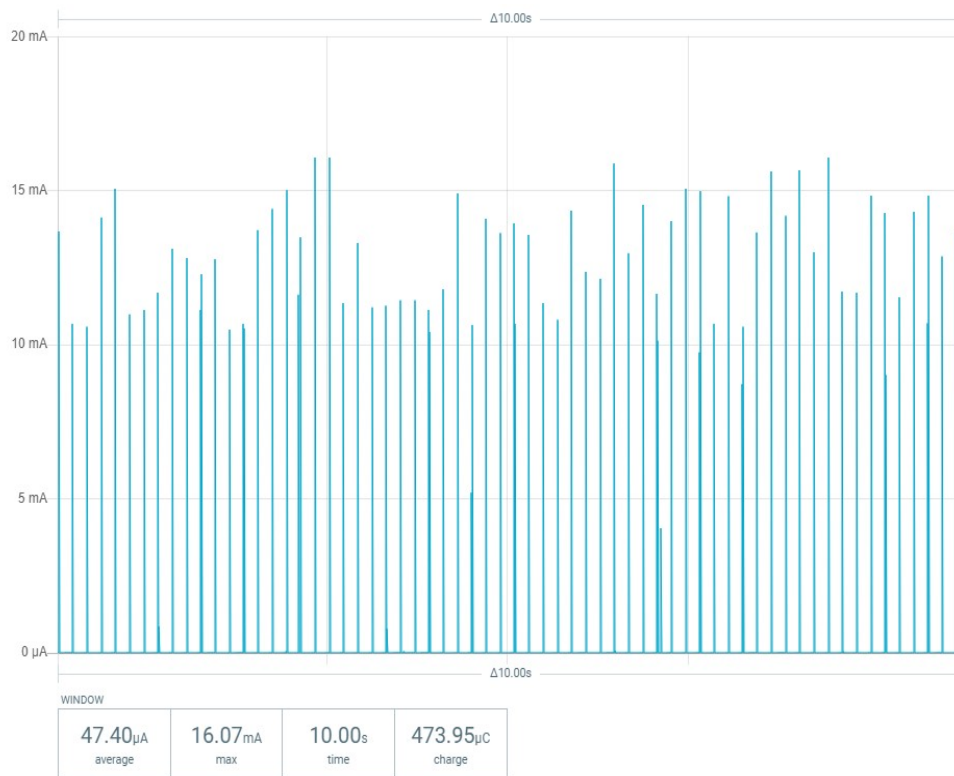 Δ10.00s
20 mA
15 mA
10 mA
5 mA
0 µA
Δ10.00s
WINDOW
47.40µA 16.07mA 10.00s 473.95µC
average max time charge